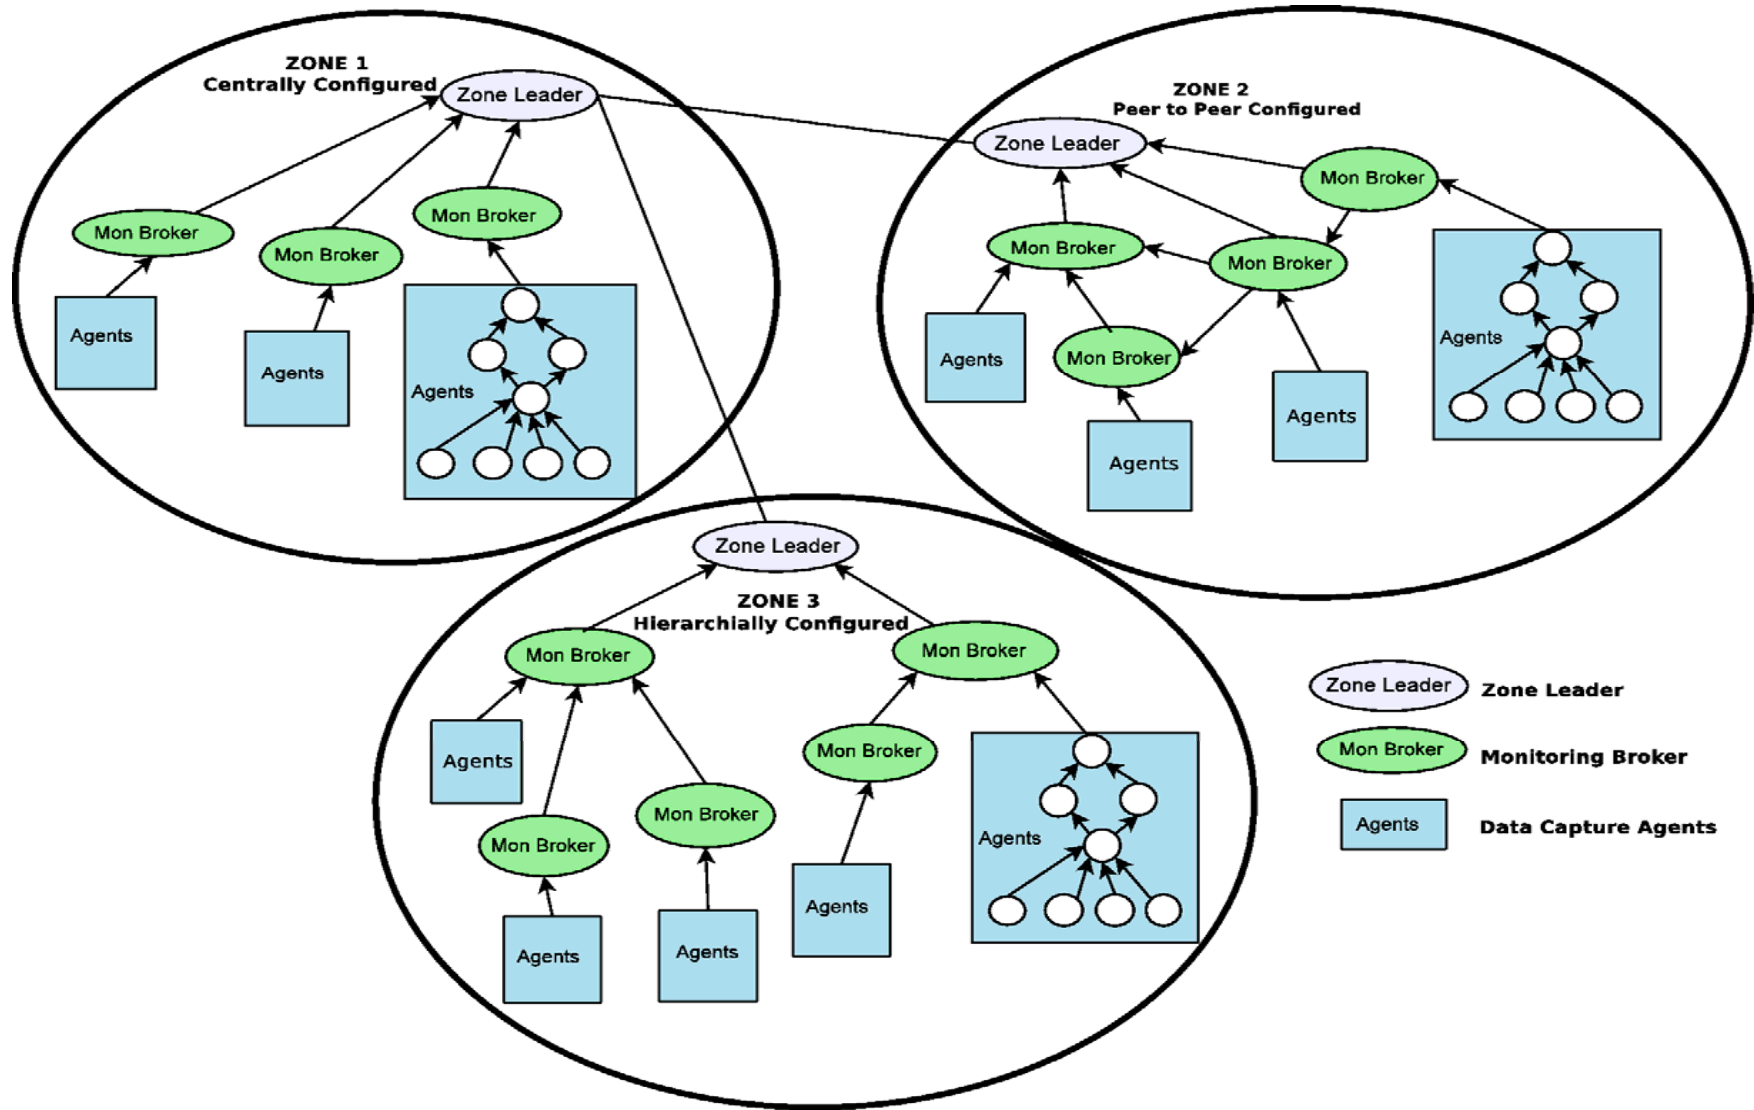 ZONE 1
Centrally Configured
Zone Leader
Mon Broker
Mon Broker
Mon Broker
Agents
Agents
Agents
ZONE 2
Peer to Peer Configured
Zone Leader
Mon Broker
Mon Broker
Mon Broker
Mon Broker
Agents
Agents
Agents
Agents
Zone Leader
ZONE 3
Hierarchially Configured
Mon Broker
Mon Broker
Agents
Mon Broker
Mon Broker
Mon Broker
Agents
Agents
Agents
Agents
Zone Leader Zone Leader
Mon Broker Monitoring Broker
Agents Data Capture Agents